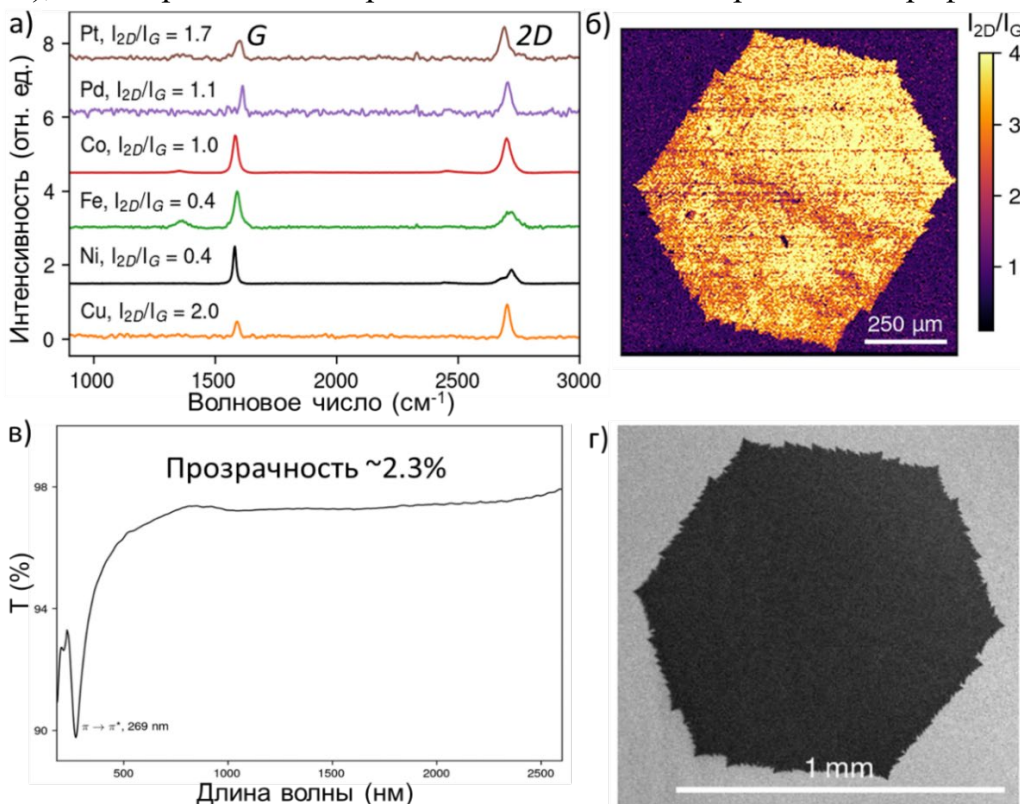 а)
Pt, I2D/IG = 1.7
G
2D
Pd, I2D/IG = 1.1
Co, I2D/IG = 1.0
Fe, I2D/IG = 0.4
Ni, I2D/IG = 0.4
Cu, I2D/IG = 2.0
8
6
4
2
0
Интенсивность (отн. ед.)
1000 1500 2000 2500 3000
Волновое число (см-1)
б)
I2D/IG
4
3
2
1
250 µm
в)
Прозрачность ~2.3%
98
94
90
T (%)
π → π*, 269 nm
500 1000 1500 2000 2500
Длина волны (нм)
г)
1 mm